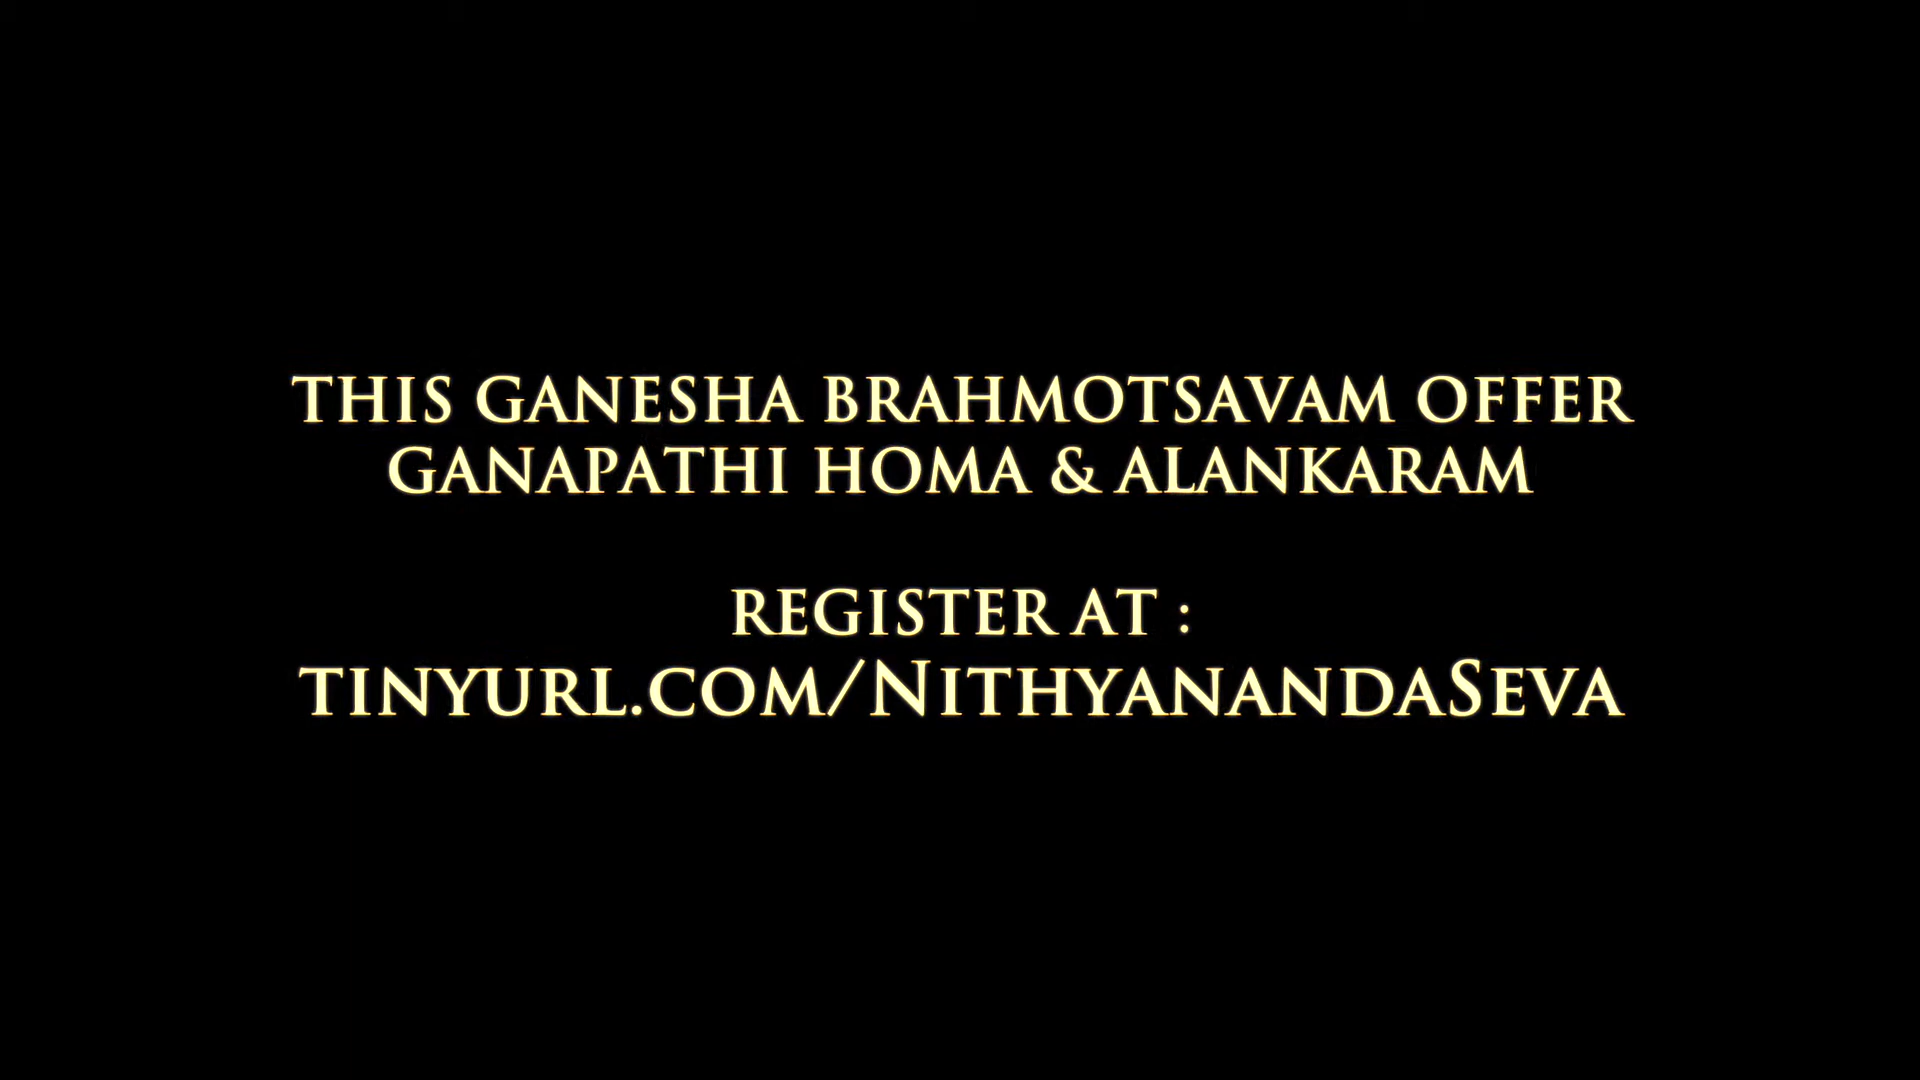 THIS GANESHA BRAHMOTSAVAM OFFER
GANAPATHI HOMA & ALANKARAM
REGISTER AT :
TINYURL.COM/NITHYANANDASEVA